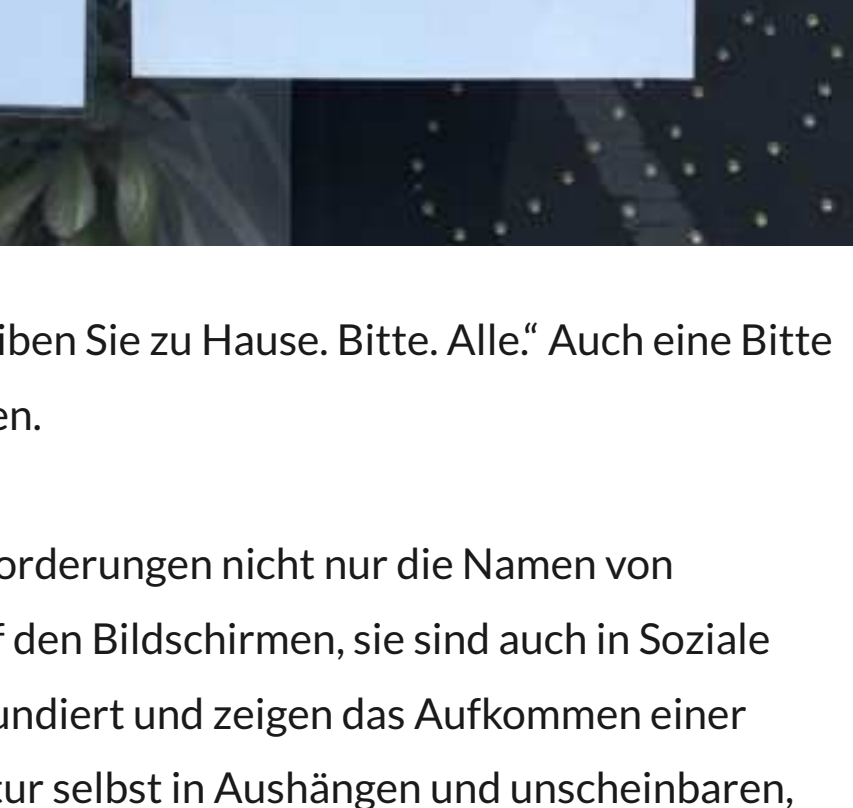 iben Sie zu Hause. Bitte. Alle.“ Auch eine Bitte
en.
orderungen nicht nur die Namen von
f den Bildschirmen, sie sind auch in Soziale
undiert und zeigen das Aufkommen einer
tur selbst in Aushängen und unscheinbaren,